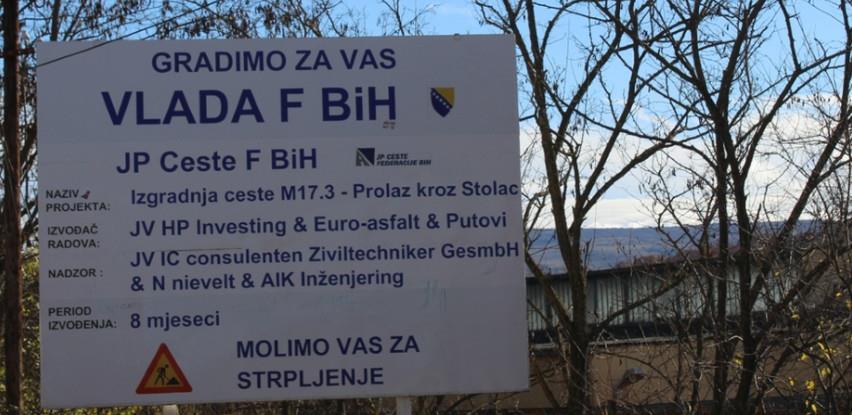 GRADIMO ZA VAS
VLADA F BiH
JP Ceste F BiH
JP CESTE
FEDERACIJE BIH
NAZIV
PROJEKTA:
Izgradnja ceste M17.3 - Prolaz kroz Stolac
IZVOĐAČ
RADOVA:
JV HP Investing & Euro-asfalt & Putovi
NADZOR :
JV IC consulenten Ziviltechniker GesmbH
& N nievelt & AIK Inženjering
PERIOD
IZVOĐENJA:
8 mjeseci
MOLIMO VAS ZA
STRPLJENJE